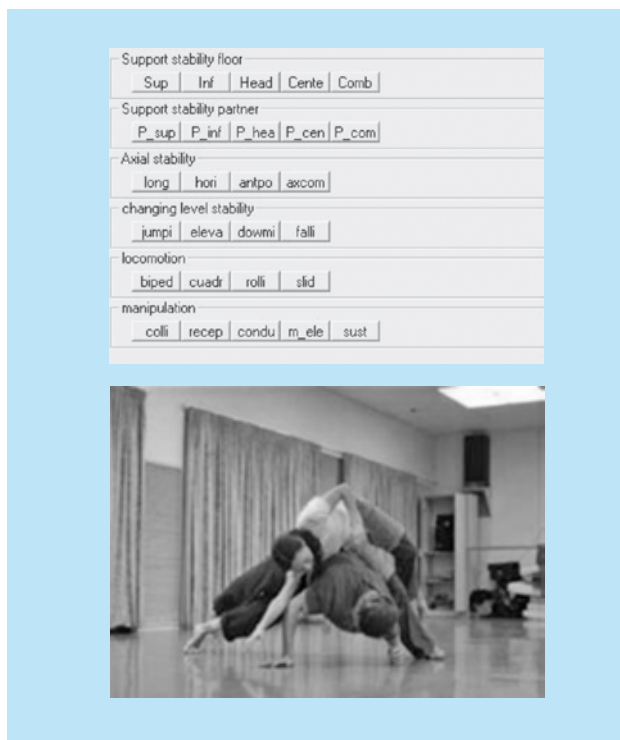 Support stability floor
Sup Inf Head Cente Comb
Support stability partner
P_sup P_inf P_hea P_cen P_com
Axial stability
long hori antpo axcom
changing level stability
jumpi eleva dowmi falli
locomotion
biped cuadr rolli slid
manipulation
colli recep condu m_ele sust